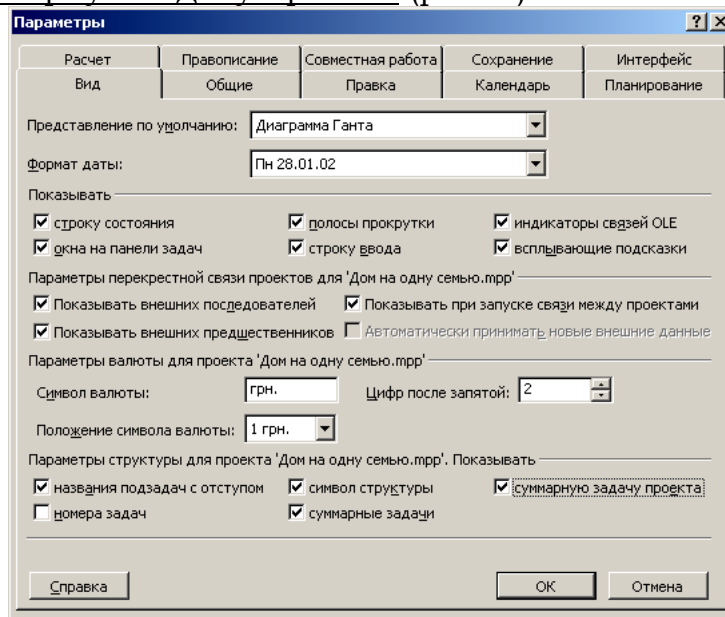 Параметры
Расчет Правописание Совместная работа Сохранение Интерфейс
Вид Общие Правка Календарь Планирование
Представление по умолчанию: Диаграмма Ганта
Формат даты: Пн 28.01.02
Показывать
строку состояния полосы прокрутки индикаторы связей OLE
окна на панели задач строку ввода всплывающие подсказки
Параметры перекрестной связи проектов для 'Дом на одну семью.mpp'
Показывать внешних последователей Показывать при запуске связи между проектами
Показывать внешних предшественников Автоматически принимать новые внешние данные
Параметры валюты для проекта 'Дом на одну семью.mpp'
Символ валюты: грн. Цифр после запятой: 2
Положение символа валюты: 1 грн.
Параметры структуры для проекта 'Дом на одну семью.mpp'. Показывать
названия подзадач с отступом символ структуры суммарную задачу проекта
номера задач суммарные задачи
Справка ОК Отмена